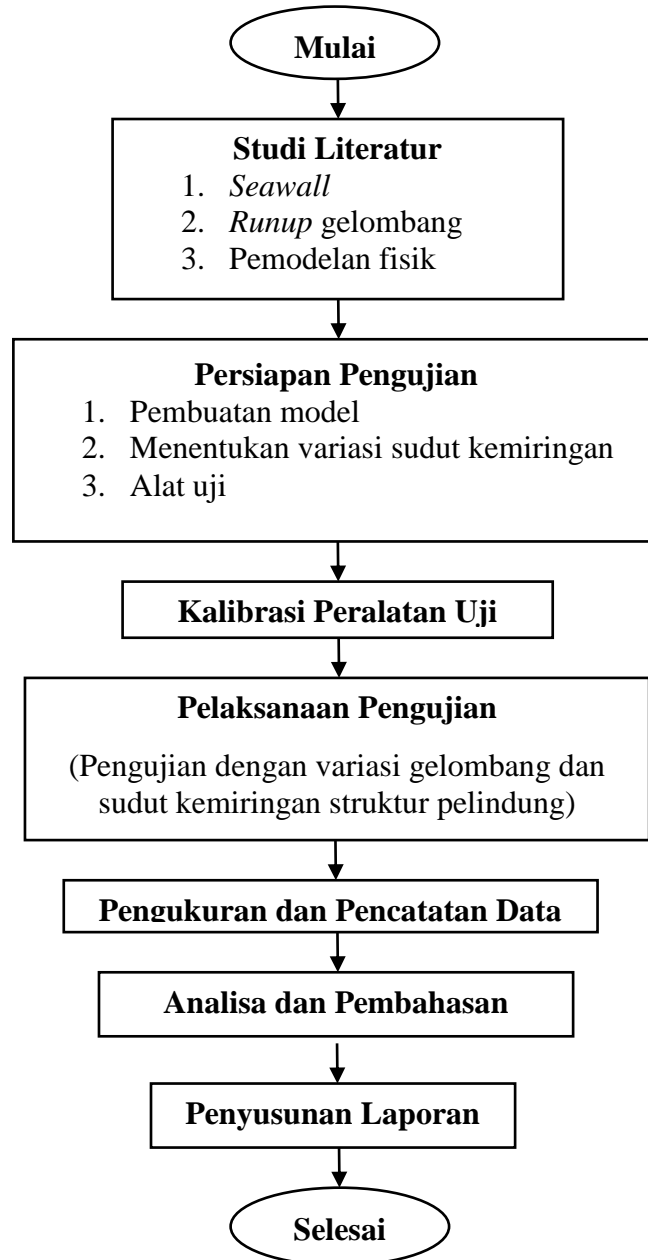 Mulai
Studi Literatur
1. Seawall
2. Runup gelombang
3. Pemodelan fisik
Persiapan Pengujian
1. Pembuatan model
2. Menentukan variasi sudut kemiringan
3. Alat uji
Kalibrasi Peralatan Uji
Pelaksanaan Pengujian
(Pengujian dengan variasi gelombang dan
sudut kemiringan struktur pelindung)
Pengukuran dan Pencatatan Data
Analisa dan Pembahasan
Penyusunan Laporan
Selesai